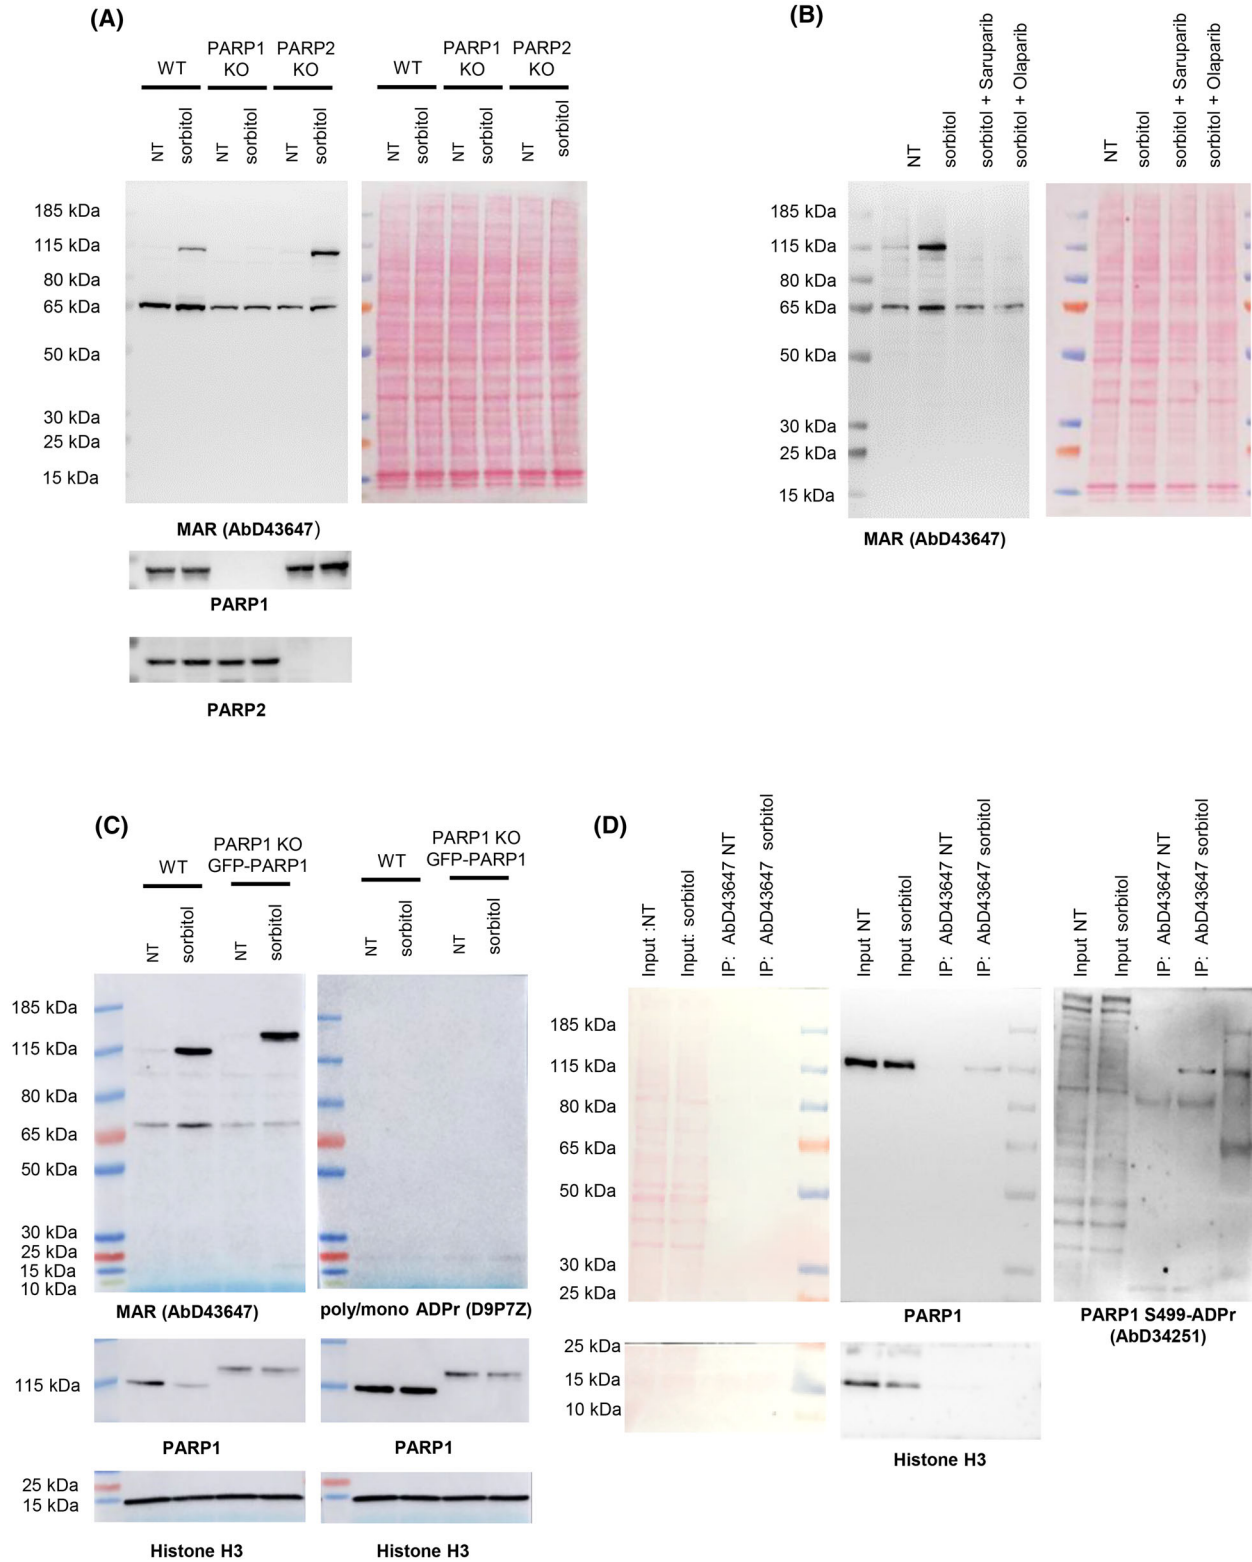 (A)
WT
PARP1 KO
PARP2 KO
WT
PARP1 KO
PARP2 KO
NT
sorbitol
NT
sorbitol
NT
sorbitol
NT
sorbitol
NT
sorbitol
NT
sorbitol
185 kDa
115 kDa
80 kDa
65 kDa
50 kDa
30 kDa
25 kDa
15 kDa
MAR (AbD43647)
PARP1
PARP2
(B)
NT
sorbitol
sorbitol + Saruparib
sorbitol + Olaparib
NT
sorbitol
sorbitol + Saruparib
sorbitol + Olaparib
185 kDa
115 kDa
80 kDa
65 kDa
50 kDa
30 kDa
25 kDa
15 kDa
MAR (AbD43647)
(C)
WT
PARP1 KO
GFP-PARP1
WT
PARP1 KO
GFP-PARP1
NT
sorbitol
NT
sorbitol
NT
sorbitol
NT
sorbitol
185 kDa
115 kDa
80 kDa
65 kDa
50 kDa
30 kDa
25 kDa
15 kDa
10 kDa
MAR (AbD43647)
poly/mono ADPr (D9P7Z)
115 kDa
PARP1
PARP1
25 kDa
15 kDa
Histone H3
Histone H3
(D)
Input :NT
Input: sorbitol
IP: AbD43647 NT
IP: AbD43647 sorbitol
Input NT
Input sorbitol
IP: AbD43647 NT
IP: AbD43647 sorbitol
Input NT
Input sorbitol
IP: AbD43647 NT
IP: AbD43647 sorbitol
185 kDa
115 kDa
80 kDa
65 kDa
50 kDa
30 kDa
25 kDa
PARP1
PARP1 S499-ADPr
(AbD34251)
25 kDa
15 kDa
10 kDa
Histone H3